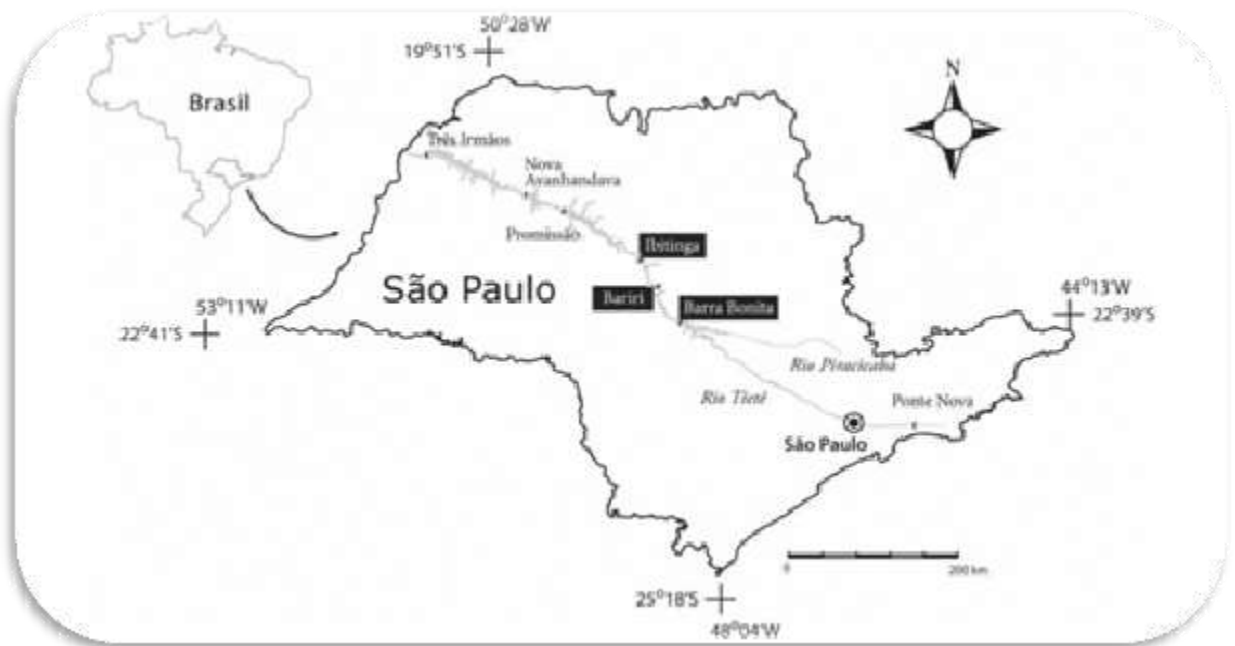 50°28'W
19°51'S
N
Brasil
Três Irmãos
Nova
Avanhandava
Promissão
Ibitinga
São Paulo
Bariri
Barra Bonita
53°11'W
22°41'S
44°13'W
22°39'S
Rio Piracicaba
Rio Tietê
Ponte Nova
São Paulo
0
200 km
25°18'S
48°04'W